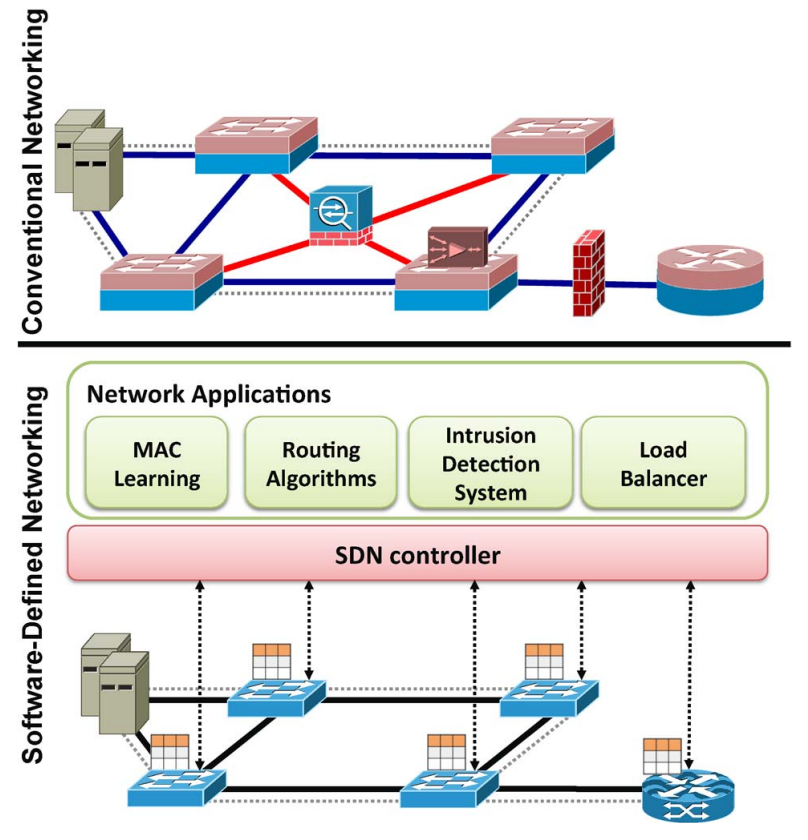 Conventional Networking
Software-Defined Networking
Network Applications
MAC
Learning
Routing
Algorithms
Intrusion
Detection
System
Load
Balancer
SDN controller